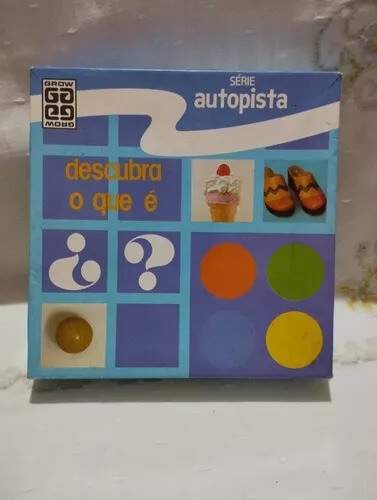 GROW
GROW
SÉRIE
autopista
descubra
o que é
¿ ?